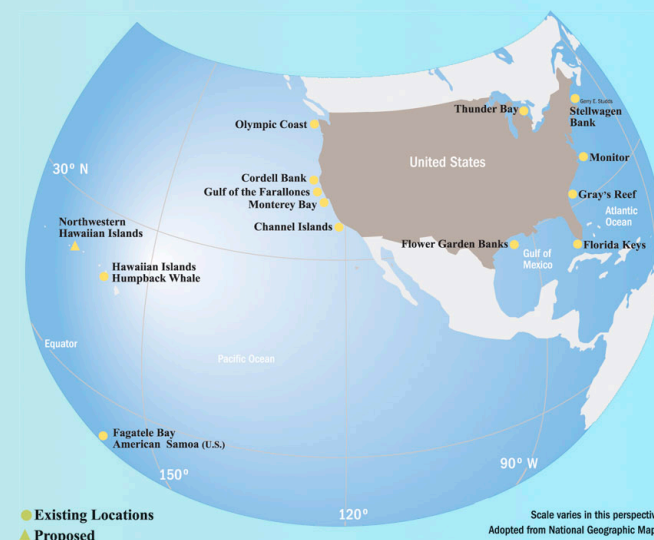 Gerry E. Studds
Stellwagen
Bank
Thunder Bay
Olympic Coast
Monitor
United States
30° N
Cordell Bank
Gulf of the Farallones
Monterey Bay
Gray's Reef
Atlantic
Ocean
Northwestern
Hawaiian Islands
Channel Islands
Flower Garden Banks
Gulf of
Mexico
Florida Keys
Hawaiian Islands
Humpback Whale
Equator
Pacific Ocean
Fagatele Bay
American Samoa (U.S.)
150°
90° W
120°
Existing Locations
Proposed
Scale varies in this perspectiv
Adopted from National Geographic Map